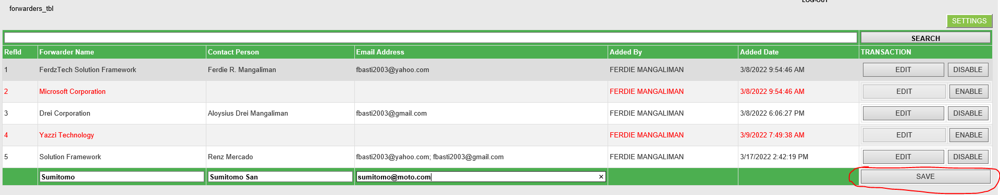 LOG-OUT
forwarders_tbl
SETTINGS
SEARCH
RefId Forwarder Name Contact Person Email Address Added By Added Date TRANSACTION
1 FerdzTech Solution Framework Ferdie R. Mangaliman fbasti2003@yahoo.com FERDIE MANGALIMAN 3/8/2022 9:54:46 AM EDIT DISABLE
2 Microsoft Corporation FERDIE MANGALIMAN 3/8/2022 9:54:46 AM EDIT ENABLE
3 Drei Corporation Aloysius Drei Mangaliman fbasti2003@gmail.com FERDIE MANGALIMAN 3/8/2022 6:06:27 PM EDIT DISABLE
4 Yazzi Technology FERDIE MANGALIMAN 3/9/2022 7:49:38 AM EDIT ENABLE
5 Solution Framework Renz Mercado fbasti2003@yahoo.com; fbasti2003@gmail.com FERDIE MANGALIMAN 3/17/2022 2:42:19 PM EDIT DISABLE
Sumitomo Sumitomo San sumitomo@moto.com × SAVE